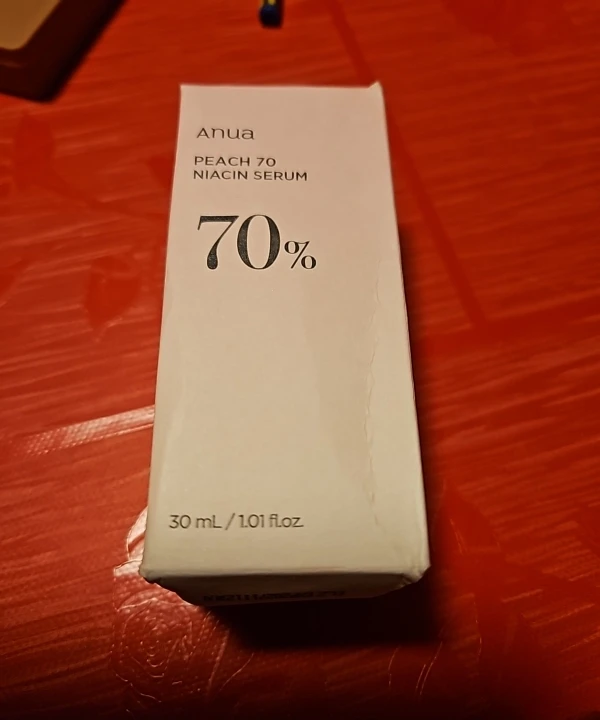 Anua
PEACH 70
NIACIN SERUM
70%
30 mL / 1.01 fl.oz.